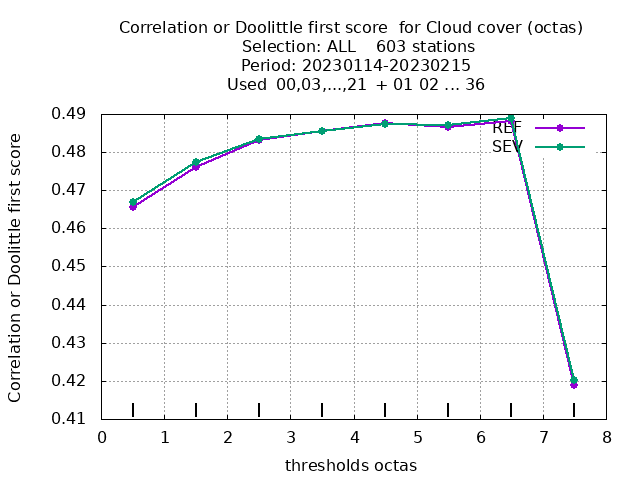 Correlation or Doolittle first score  for Cloud cover (octas)
Selection: ALL    603 stations
Period: 20230114-20230215
Used  00,03,...,21  + 01 02 ... 36
Correlation or Doolittle first score
0.49
0.48
0.47
0.46
0.45
0.44
0.43
0.42
0.41
REF
SEV
0 1 2 3 4 5 6 7 8
thresholds octas